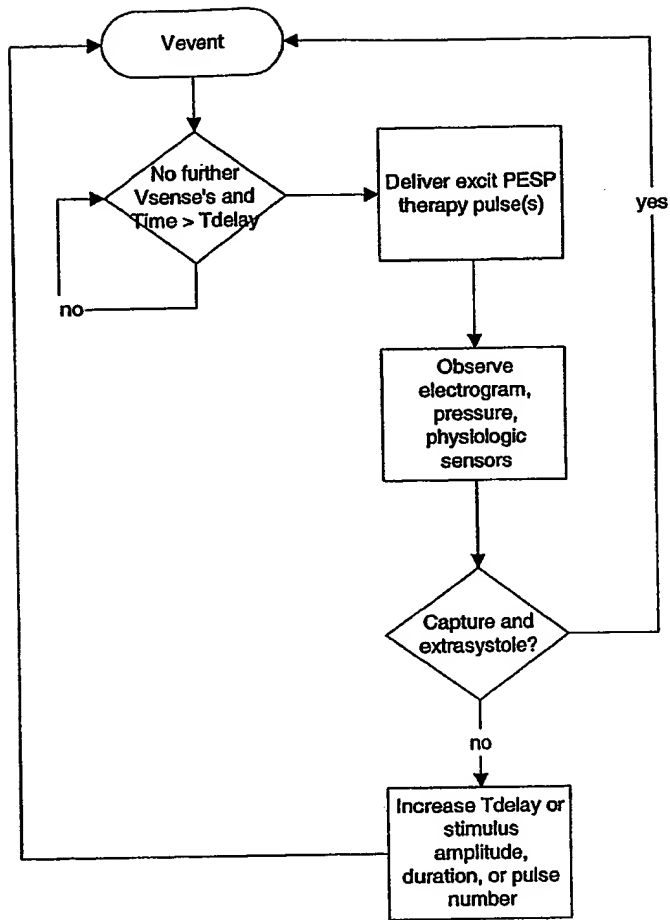 Vevent
No further
Vsense's and
Time > Tdelay
no
Deliver excit PESP
therapy pulse(s)
yes
Observe
electrogram,
pressure,
physiologic
sensors
Capture and
extrasystole?
no
Increase Tdelay or
stimulus
amplitude,
duration, or pulse
number